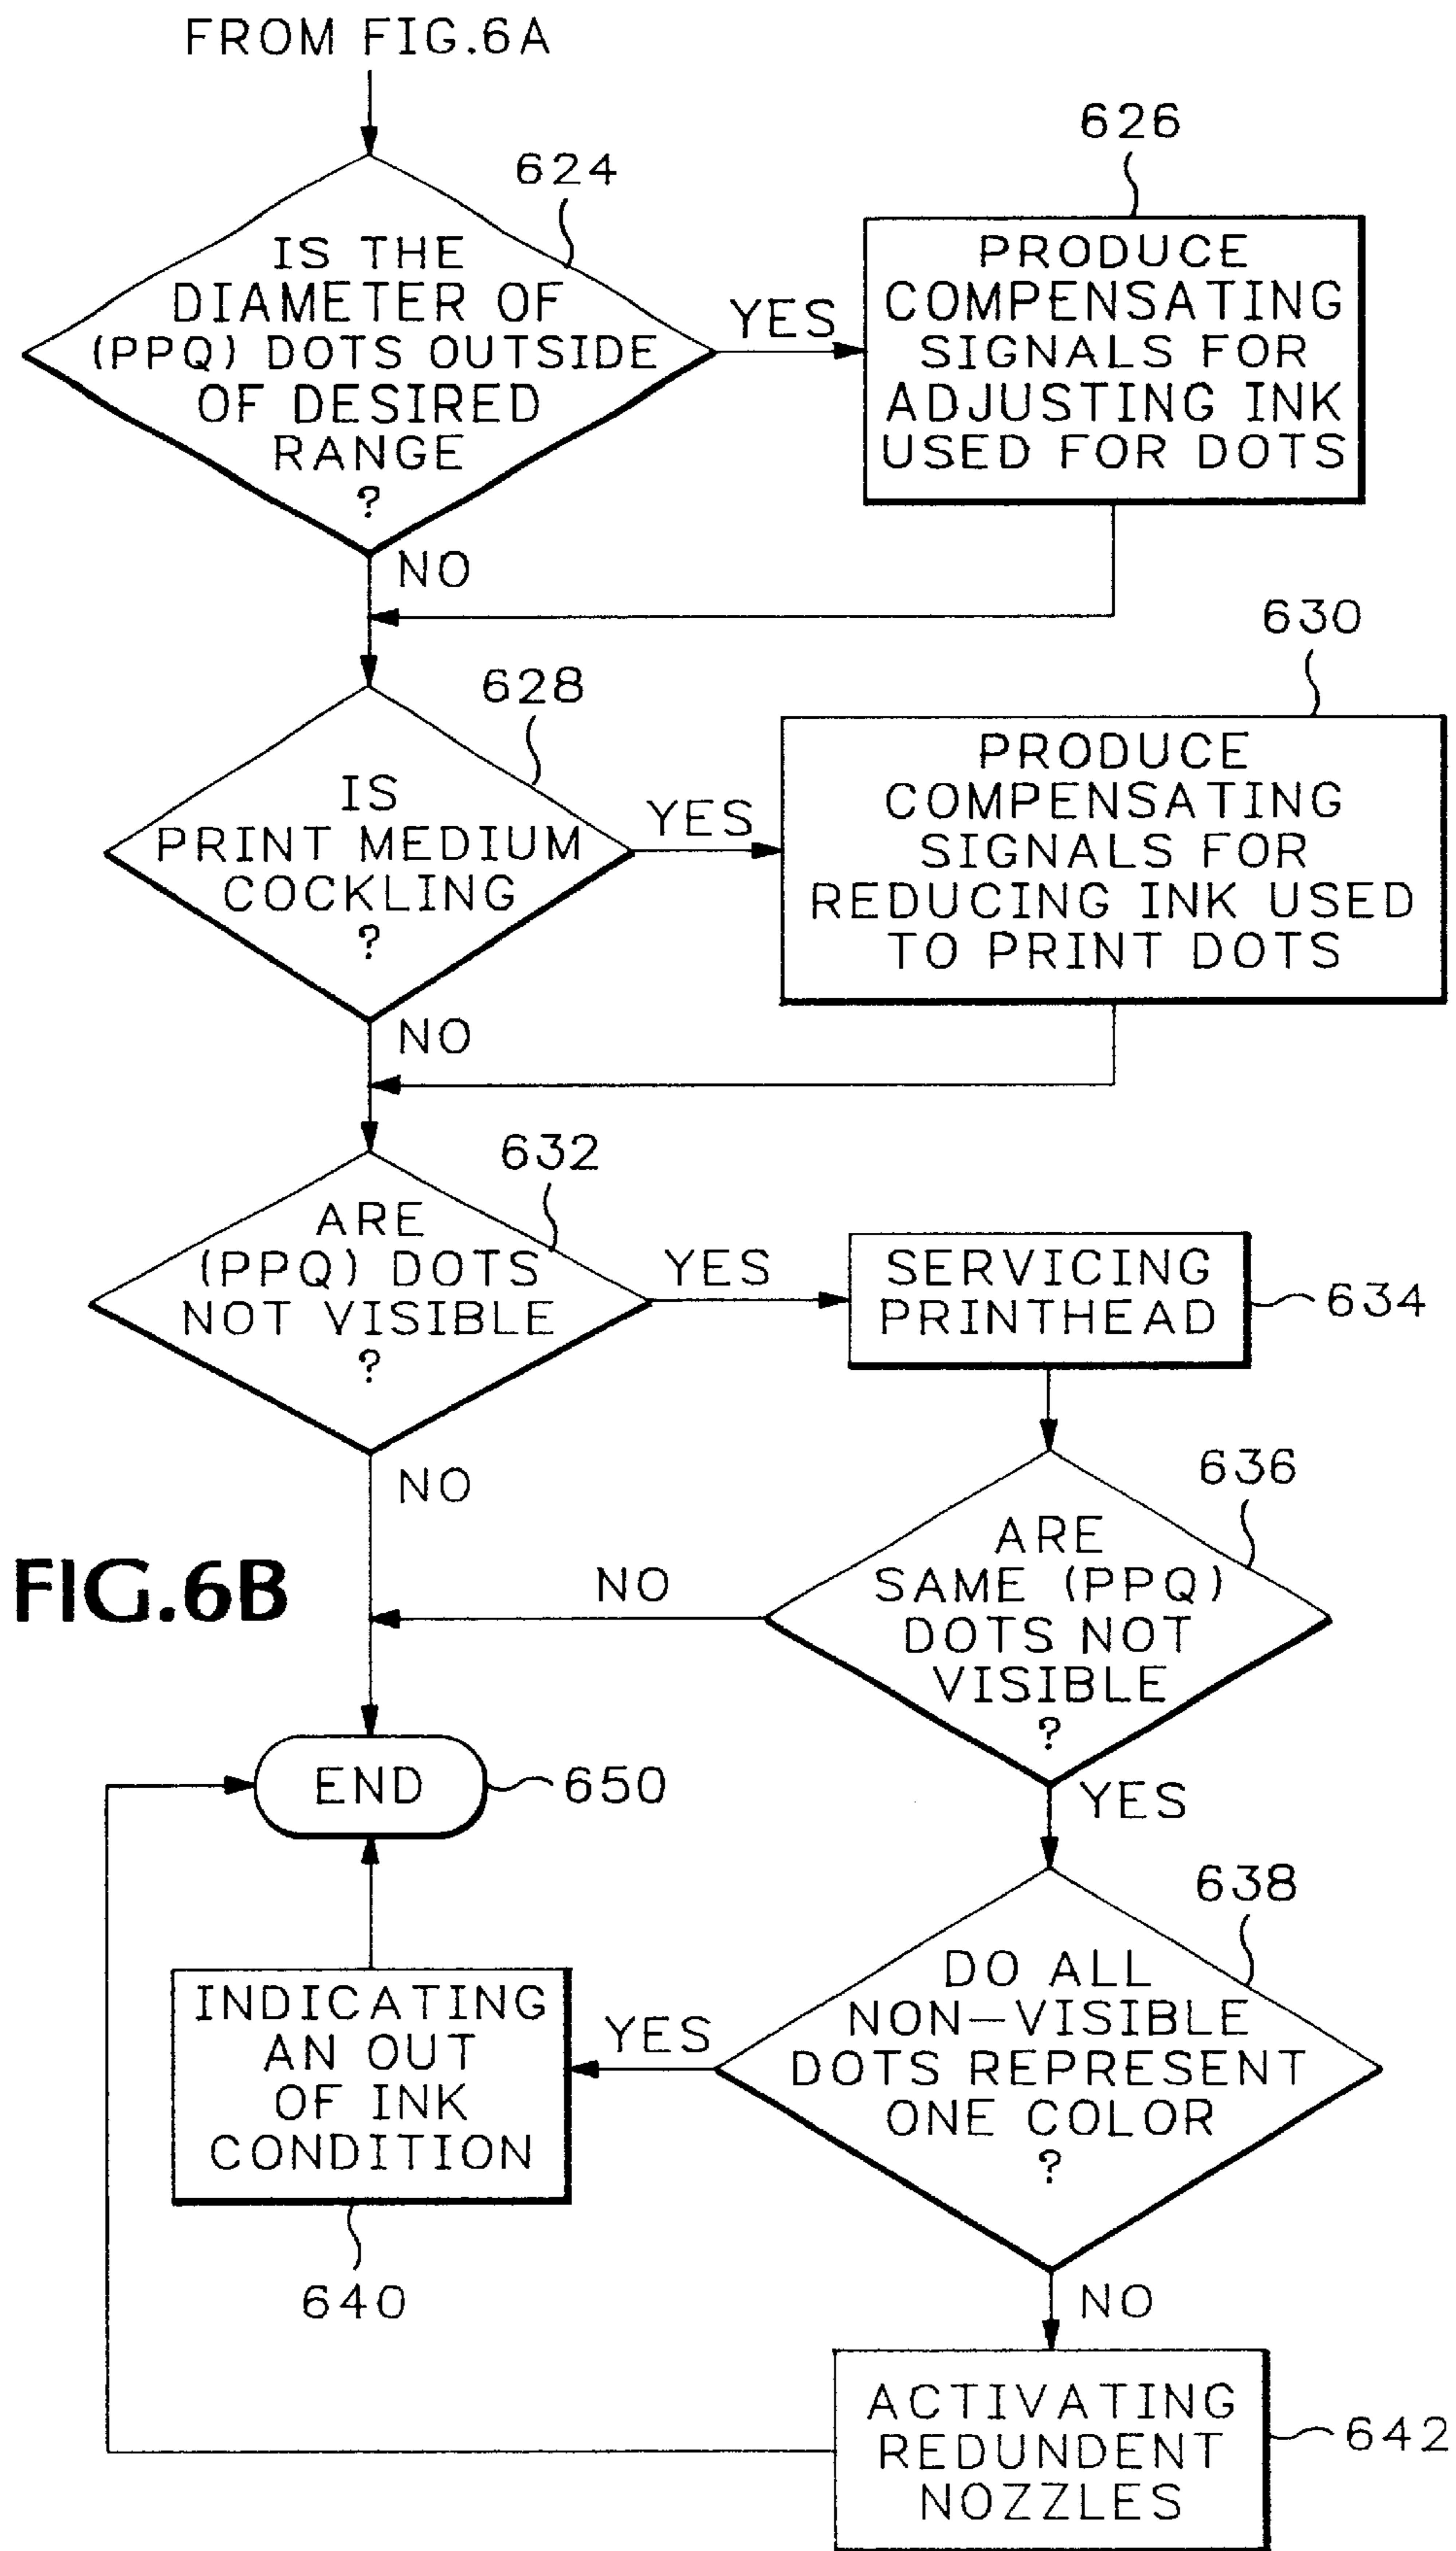 FROM FIG.6A
624
IS THE
DIAMETER OF
(PPQ) DOTS OUTSIDE
OF DESIRED
RANGE
?
YES
626
PRODUCE
COMPENSATING
SIGNALS FOR
ADJUSTING INK
USED FOR DOTS
NO
628
IS
PRINT MEDIUM
COCKLING
?
YES
630
PRODUCE
COMPENSATING
SIGNALS FOR
REDUCING INK USED
TO PRINT DOTS
NO
632
ARE
(PPQ) DOTS
NOT VISIBLE
?
YES
SERVICING
PRINTHEAD
634
NO
636
ARE
SAME (PPQ)
DOTS NOT
VISIBLE
?
NO
FIG.6B
YES
END
650
638
DO ALL
NON-VISIBLE
DOTS REPRESENT
ONE COLOR
?
YES
INDICATING
AN OUT
OF INK
CONDITION
640
NO
ACTIVATING
REDUNDENT
NOZZLES
642